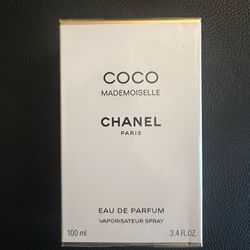 COCO
MADEMOISELLE
CHANEL
PARIS
EAU DE PARFUM
VAPORISATEUR SPRAY
100 ml 3.4 FL.OZ.